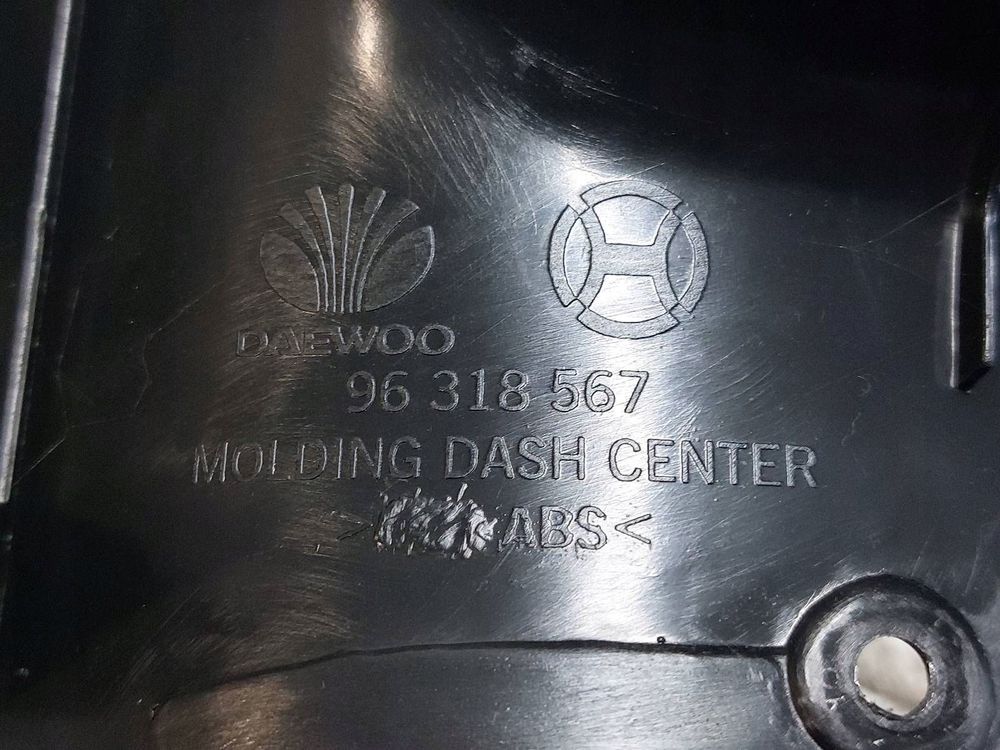 DAEWOO
96 318 567
MOLDING DASH CENTER
> ABS<